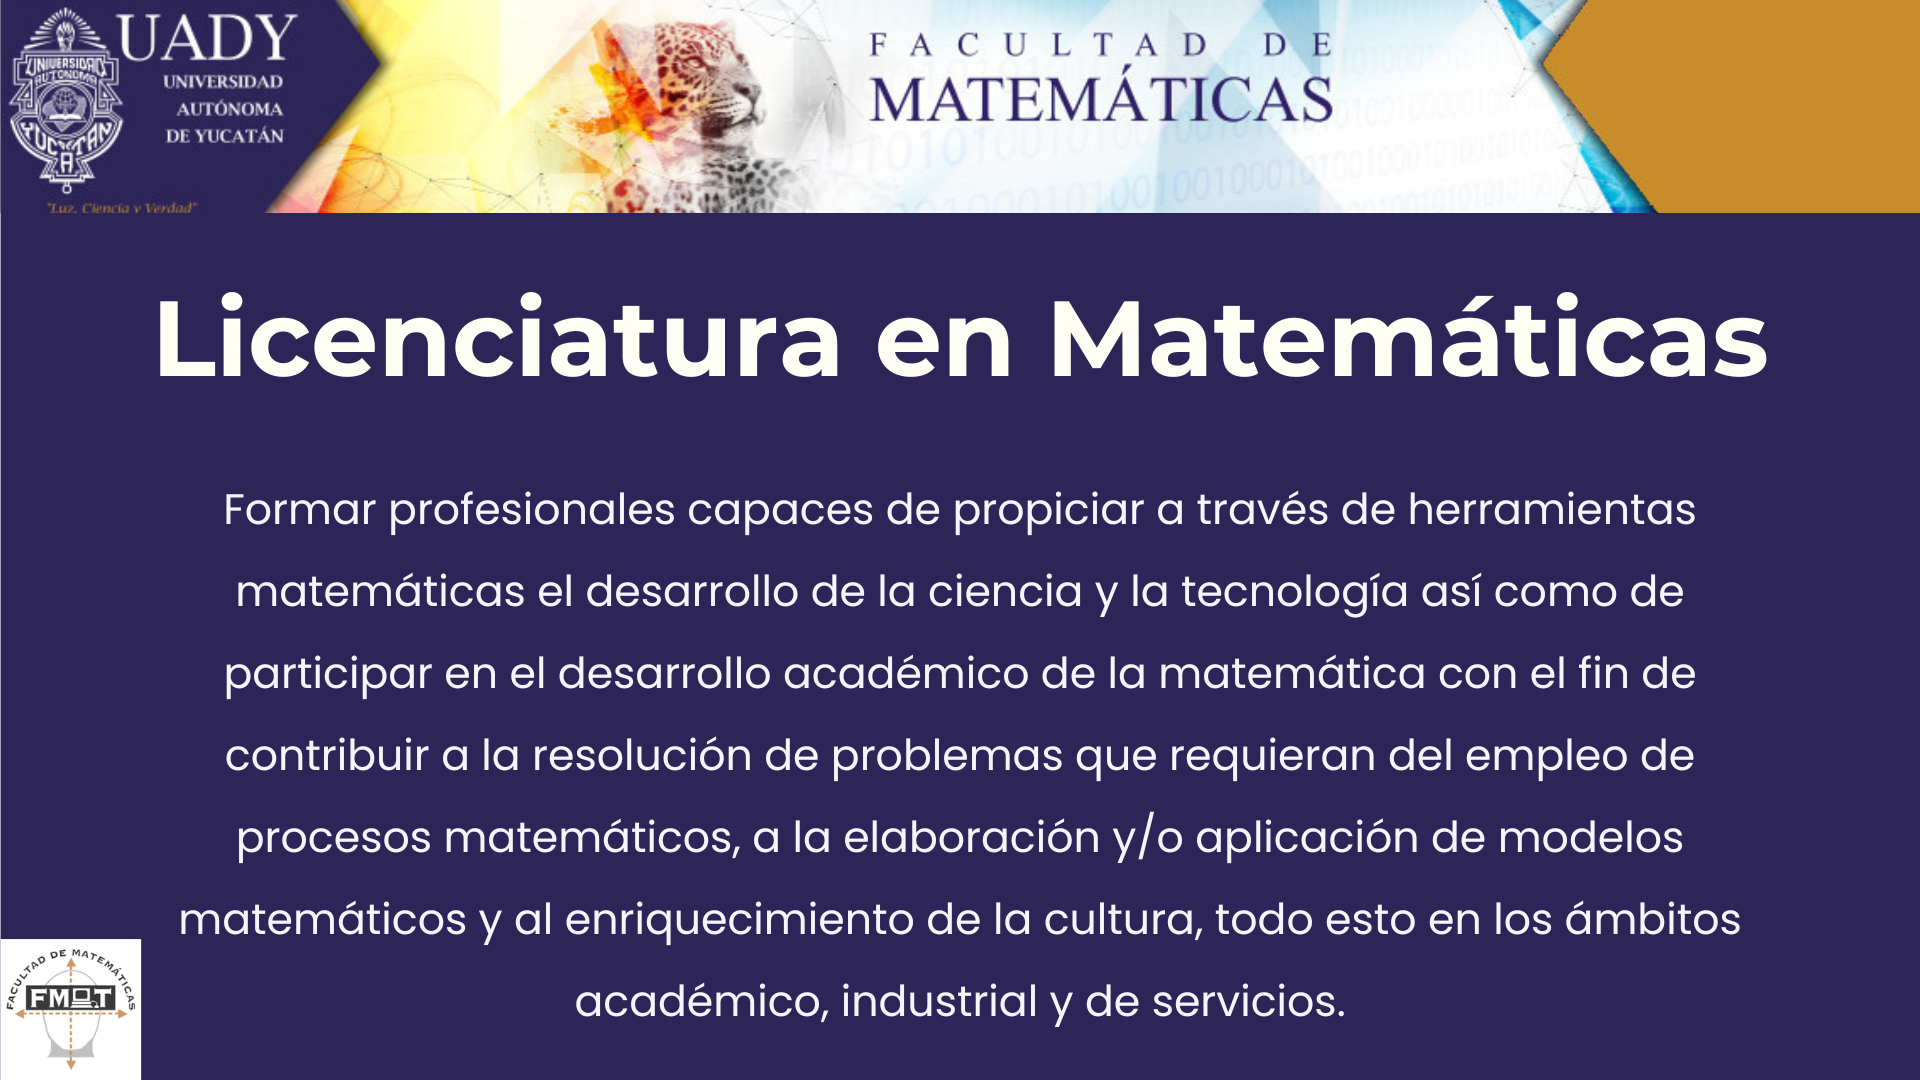 UADY
UNIVERSIDAD
AUTÓNOMA
DE YUCATÁN
UNIVERSIDAD
AUTONOMA
YUCATAN
"Luz, Ciencia y Verdad"
FACULTAD DE
MATEMÁTICAS
Licenciatura en Matemáticas
Formar profesionales capaces de propiciar a través de herramientas
matemáticas el desarrollo de la ciencia y la tecnología así como de
participar en el desarrollo académico de la matemática con el fin de
contribuir a la resolución de problemas que requieran del empleo de
procesos matemáticos, a la elaboración y/o aplicación de modelos
matemáticos y al enriquecimiento de la cultura, todo esto en los ámbitos
académico, industrial y de servicios.
FACULTAD DE MATEMÁTICAS
FMAT